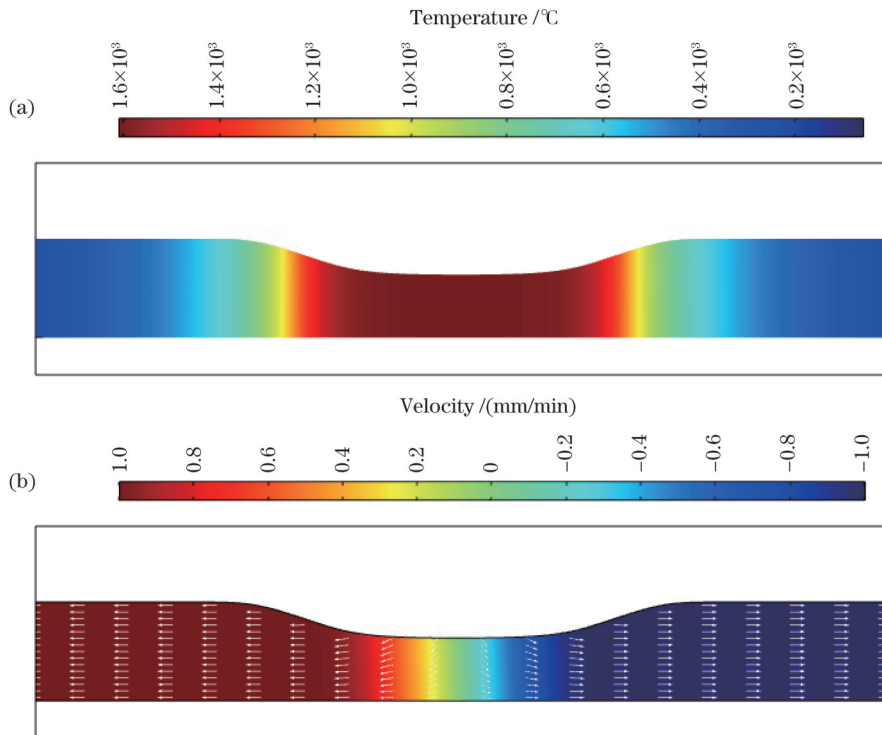 Temperature /℃
1.6×10³ 1.4×10³ 1.2×10³ 1.0×10³ 0.8×10³ 0.6×10³ 0.4×10³ 0.2×10³
(a)
Velocity /(mm/min)
1.0 0.8 0.6 0.4 0.2 0 −0.2 −0.4 −0.6 −0.8 −1.0
(b)